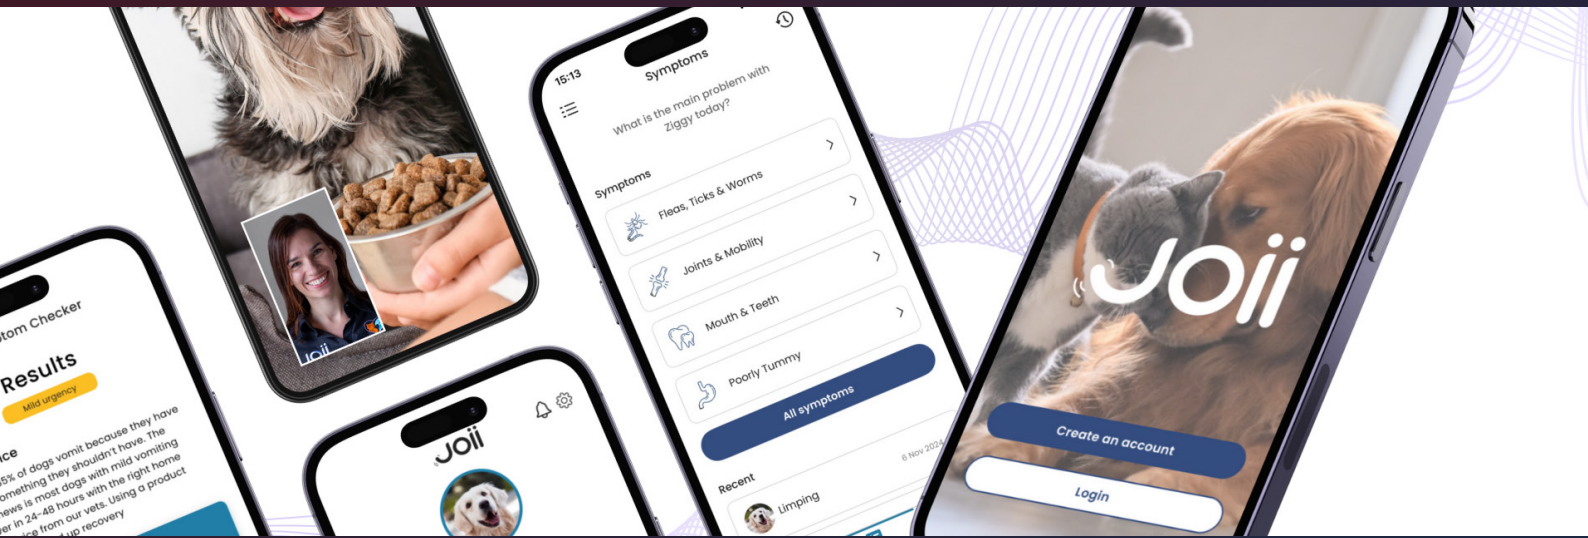 tom Checker
Results
Mild urgency
ice
5% of dogs vomit because they have
omething they shouldn't have. The
news is most dogs with mild vomiting
er in 24-48 hours with the right home
ice from our vets. Using a product
d up recovery
Joii
Joii
15:13
Symptoms
What is the main problem with
Ziggy today?
Symptoms
Fleas, Ticks & Worms
Joints & Mobility
Mouth & Teeth
Poorly Tummy
All symptoms
Recent
6 Nov 2024
Limping
Joii
Create an account
Login